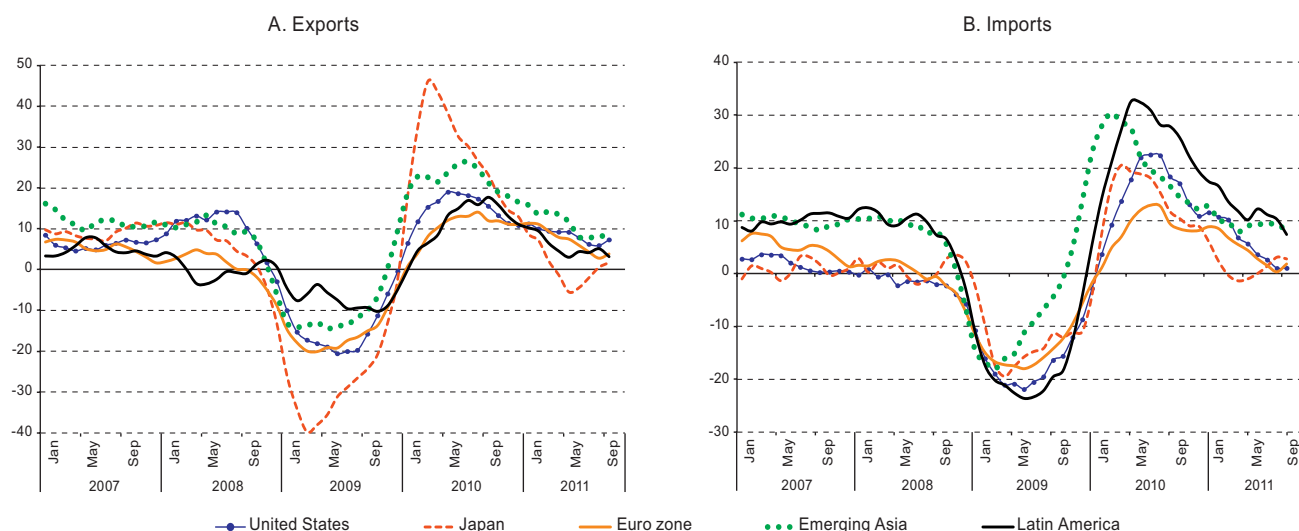 A. Exports
50
40
30
20
10
0
-10
-20
-30
-40
Jan May Sep Jan May Sep Jan May Sep Jan May Sep Jan May Sep
2007 2008 2009 2010 2011
B. Imports
40
30
20
10
0
-10
-20
-30
Jan May Sep Jan May Sep Jan May Sep Jan May Sep Jan May Sep
2007 2008 2009 2010 2011
United States Japan Euro zone Emerging Asia Latin America